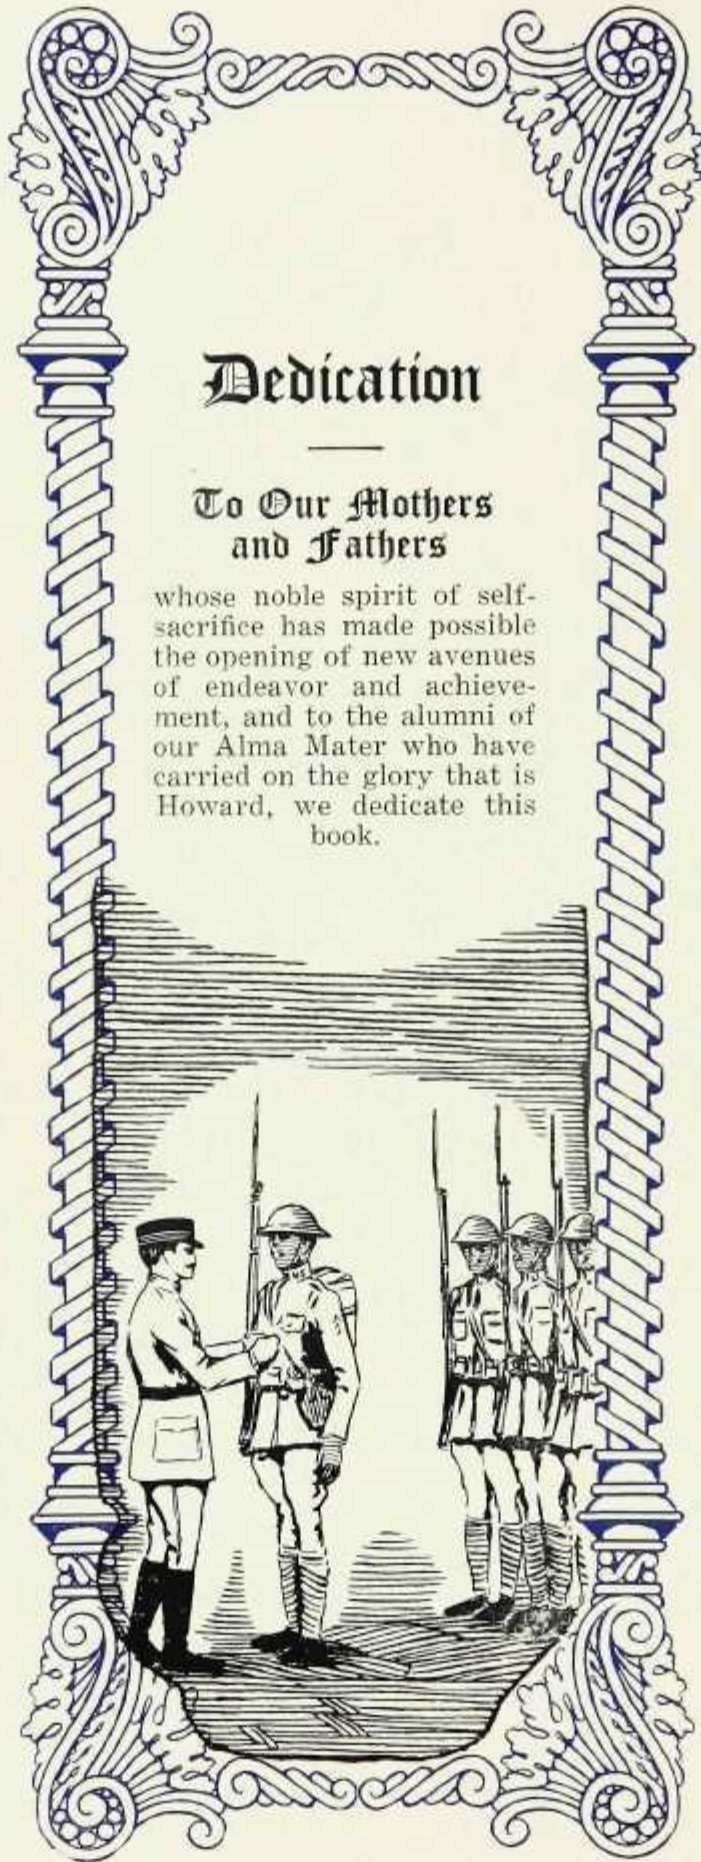 Dedication
To Our Mothers
and Fathers
whose noble spirit of self-
sacrifice has made possible
the opening of new avenues
of endeavor and achieve-
ment, and to the alumni of
our Alma Mater who have
carried on the glory that is
Howard, we dedicate this
book.